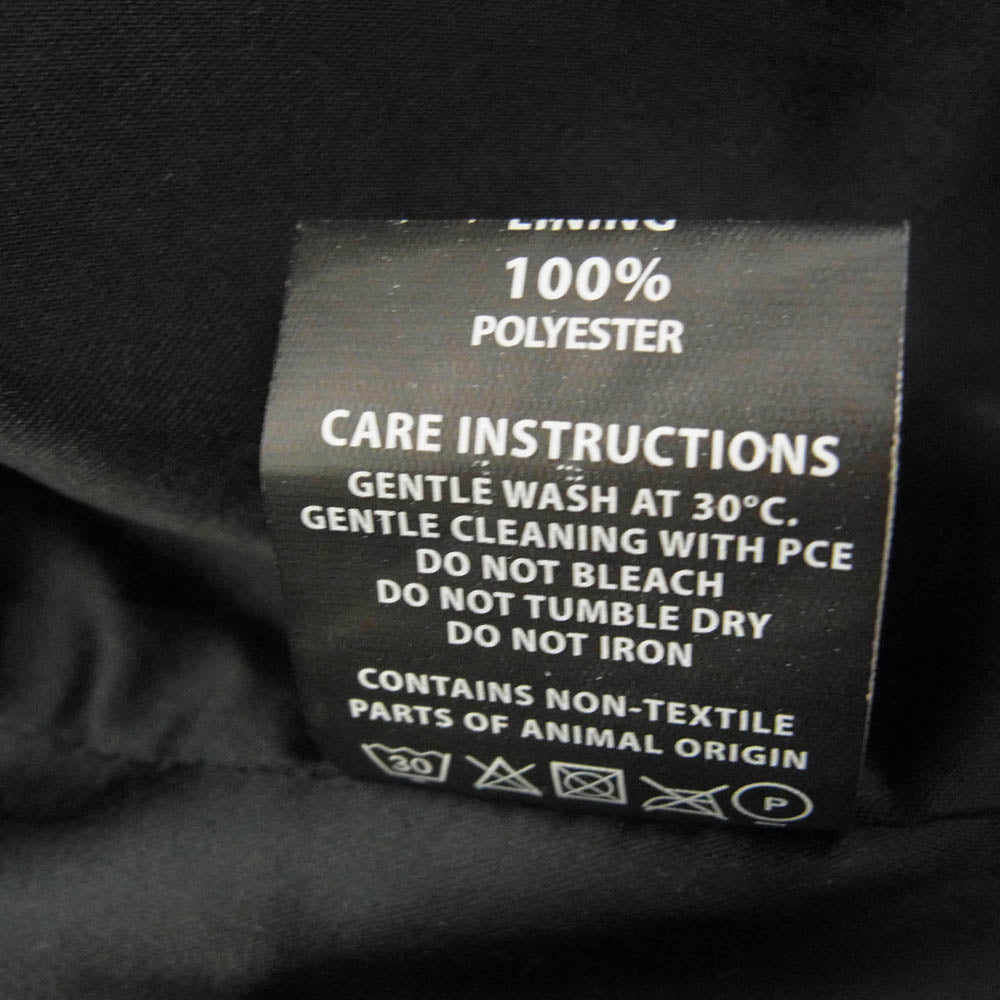 LINING
100%
POLYESTER
CARE INSTRUCTIONS
GENTLE WASH AT 30°C.
GENTLE CLEANING WITH PCE
DO NOT BLEACH
DO NOT TUMBLE DRY
DO NOT IRON
CONTAINS NON-TEXTILE
PARTS OF ANIMAL ORIGIN
30 P